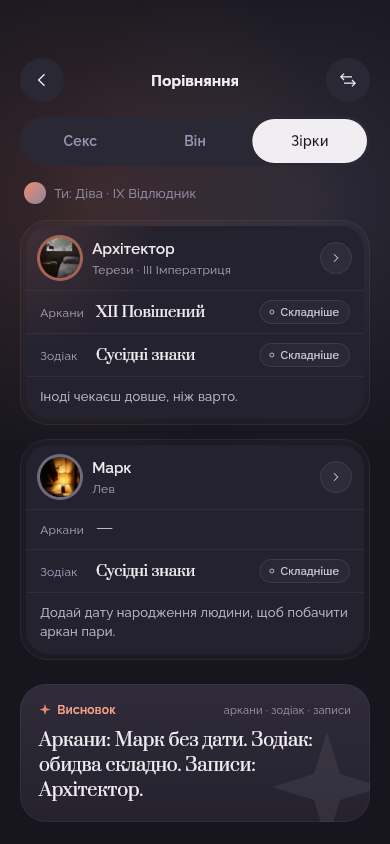 Порівняння
Секс Він Зірки
Ти: Діва · IX Відлюдник
Архітектор
Терези · III Імператриця
Аркани XII Повішений Складніше
Зодіак Сусідні знаки Складніше
Іноді чекаєш довше, ніж варто.
Марк
Лев
Аркани —
Зодіак Сусідні знаки Складніше
Додай дату народження людини, щоб побачити
аркан пари.
Висновок аркани · зодіак · записи
Аркани: Марк без дати. Зодіак:
обидва складно. Записи:
Архітектор.